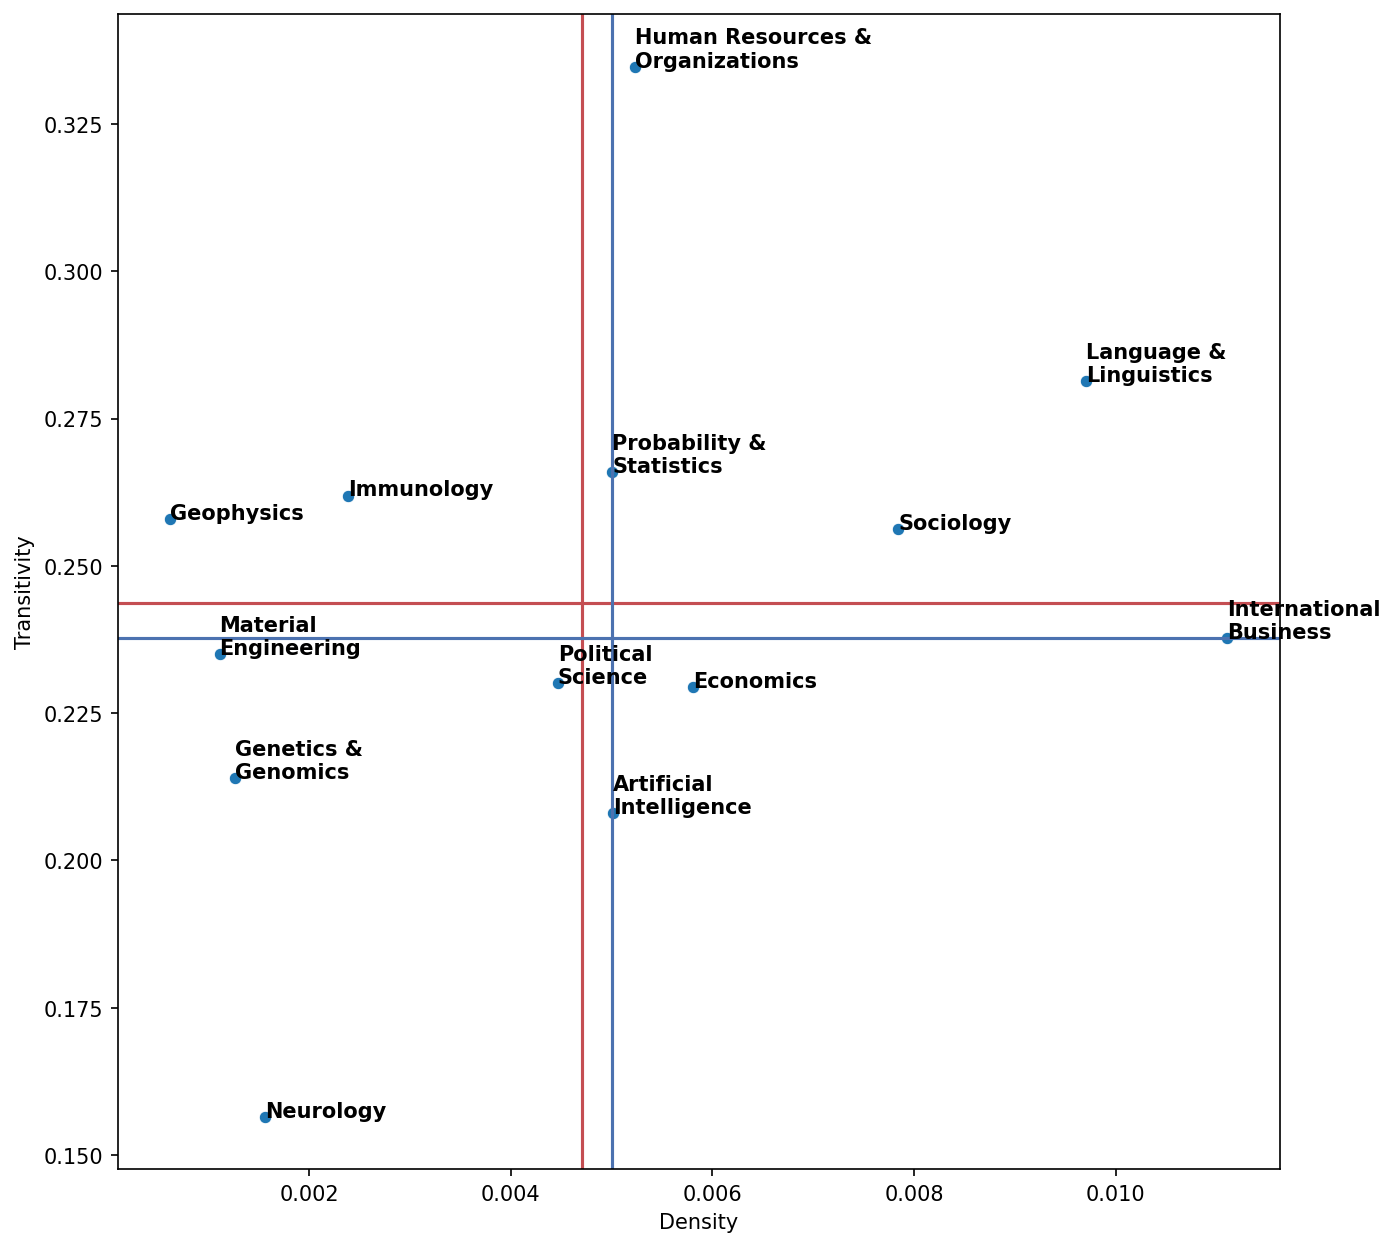 Human Resources &
Organizations
0.325
0.300
Language &
Linguistics
0.275
Probability &
Statistics
Immunology
Geophysics
Sociology
0.250
Transitivity
International
Business
Material
Engineering
Political
Science
Economics
0.225
Genetics &
Genomics
Artificial
Intelligence
0.200
0.175
Neurology
0.150
0.002
0.004
0.006
0.008
0.010
Density